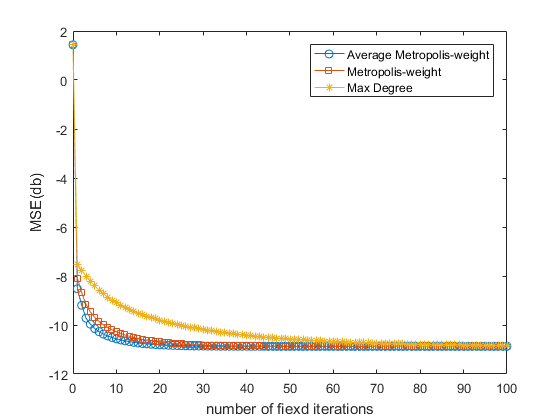 2
0
-2
-4
-6
-8
-10
-12
MSE(db)
Average Metropolis-weight
Metropolis-weight
Max Degree
0 10 20 30 40 50 60 70 80 90 100
number of fiexd iterations